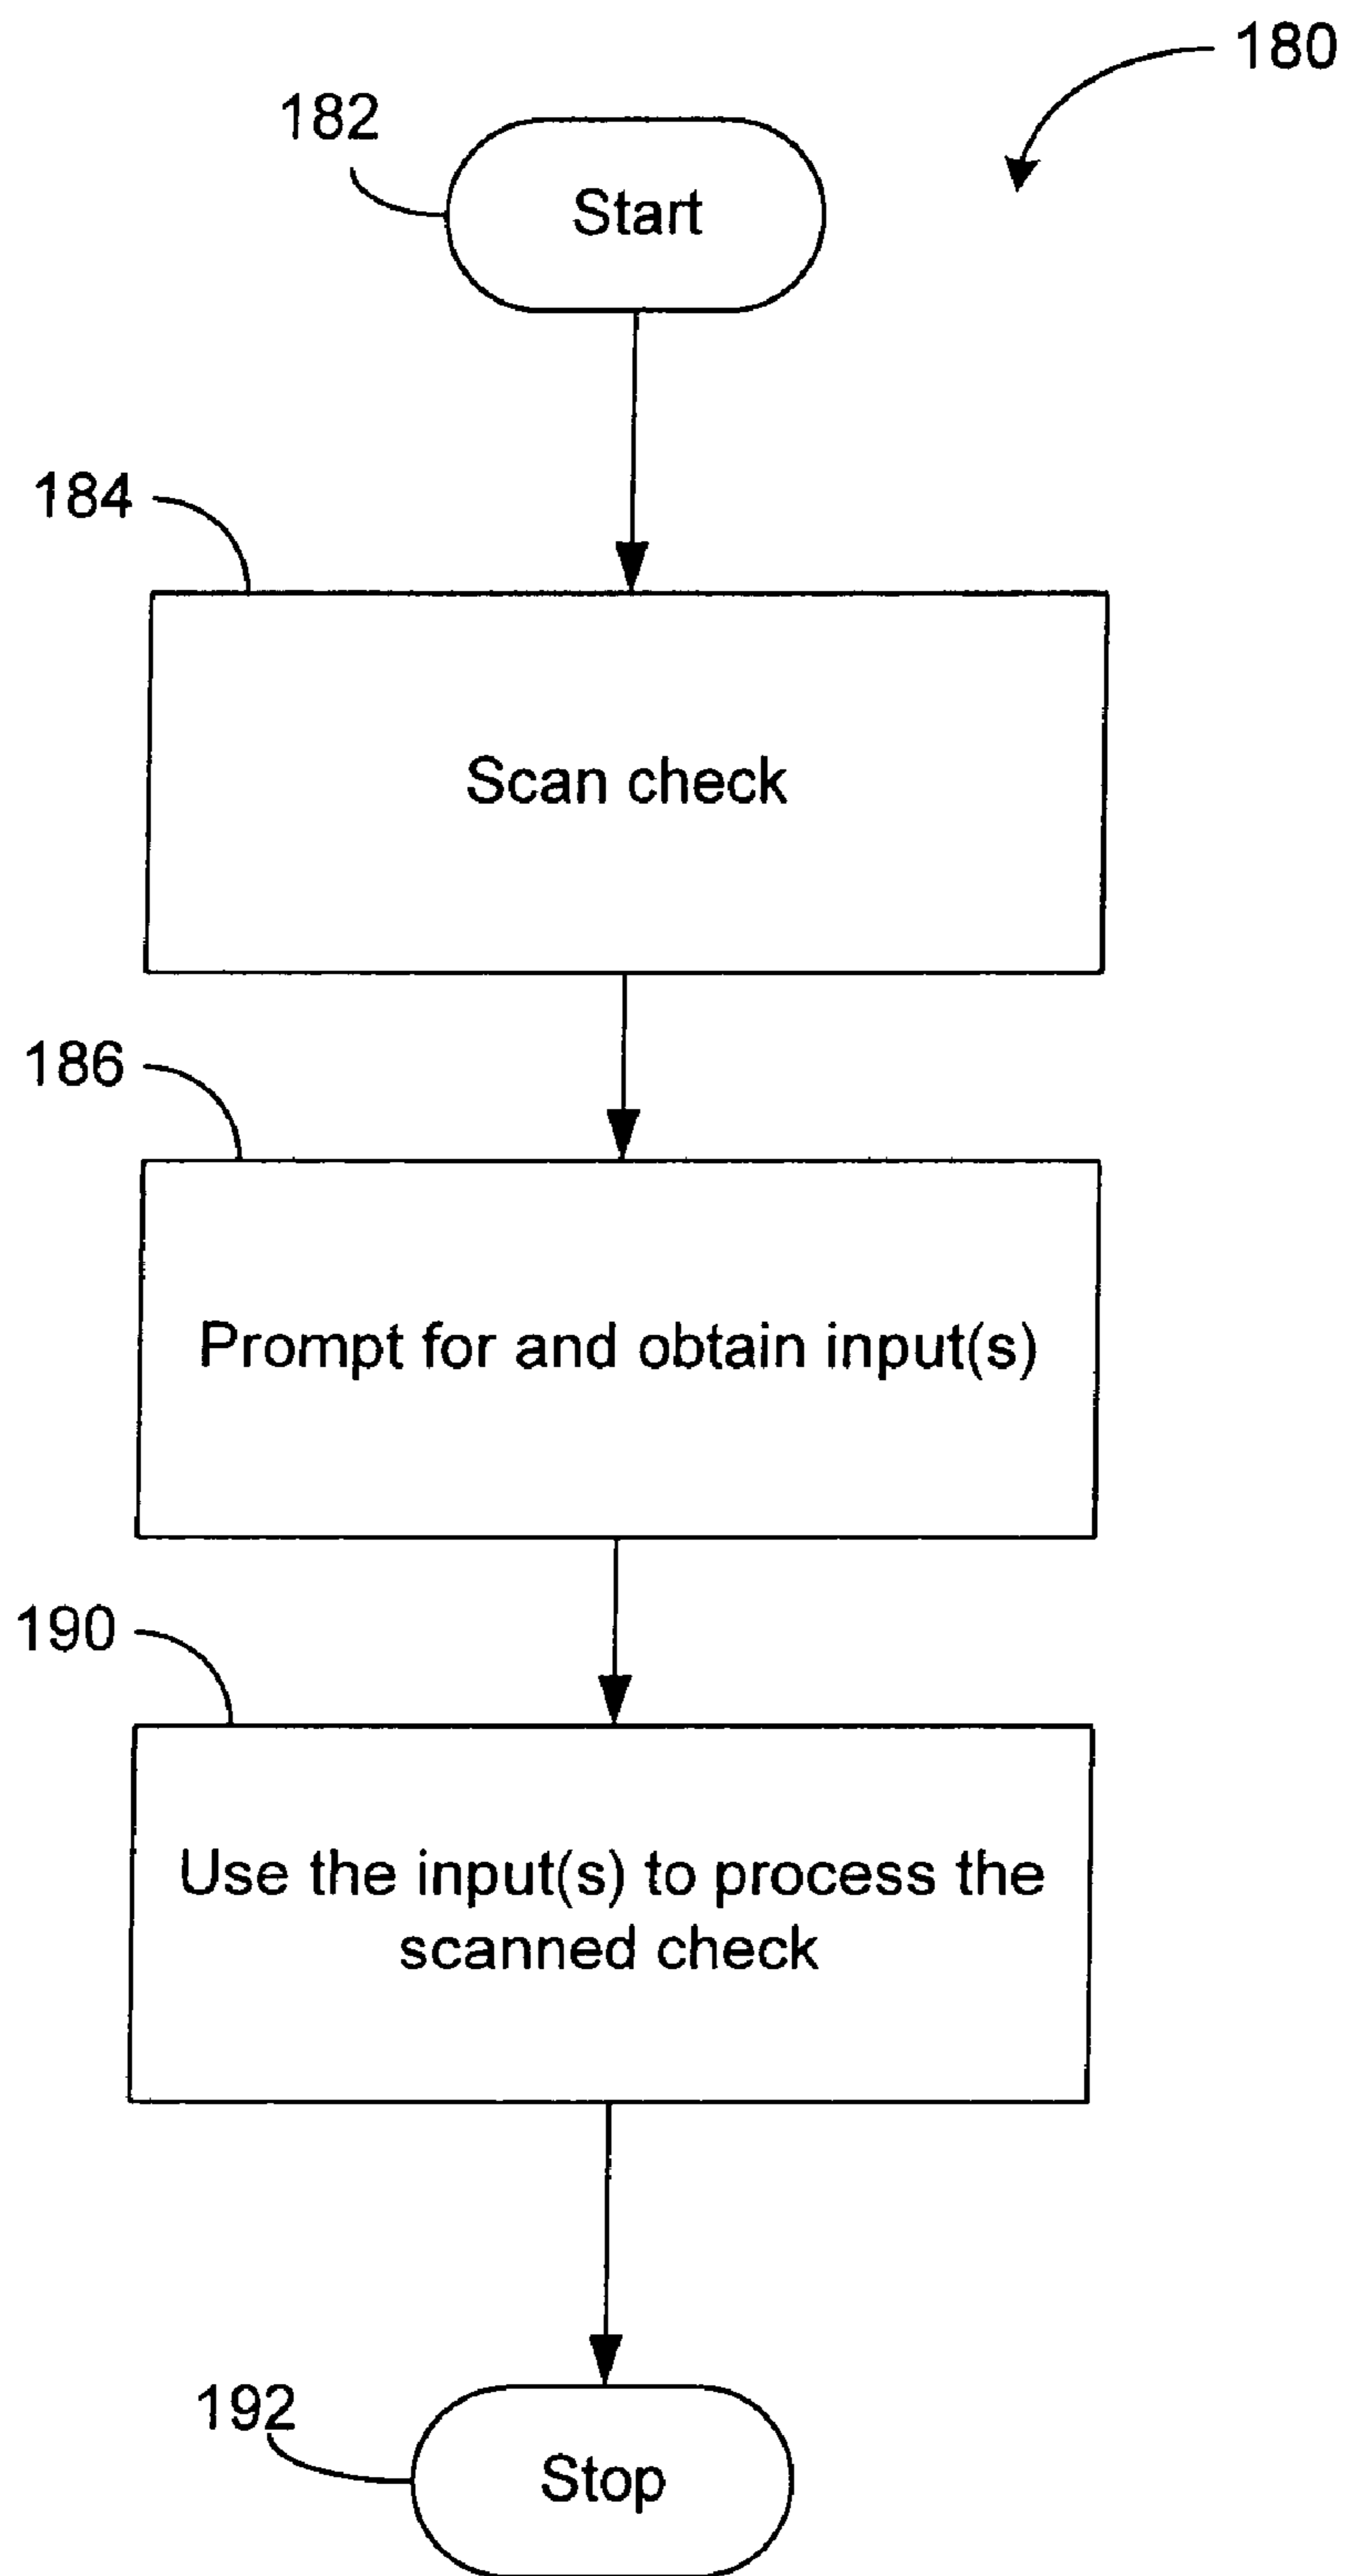 180
182
Start
184
Scan check
186
Prompt for and obtain input(s)
190
Use the input(s) to process the
scanned check
192
Stop